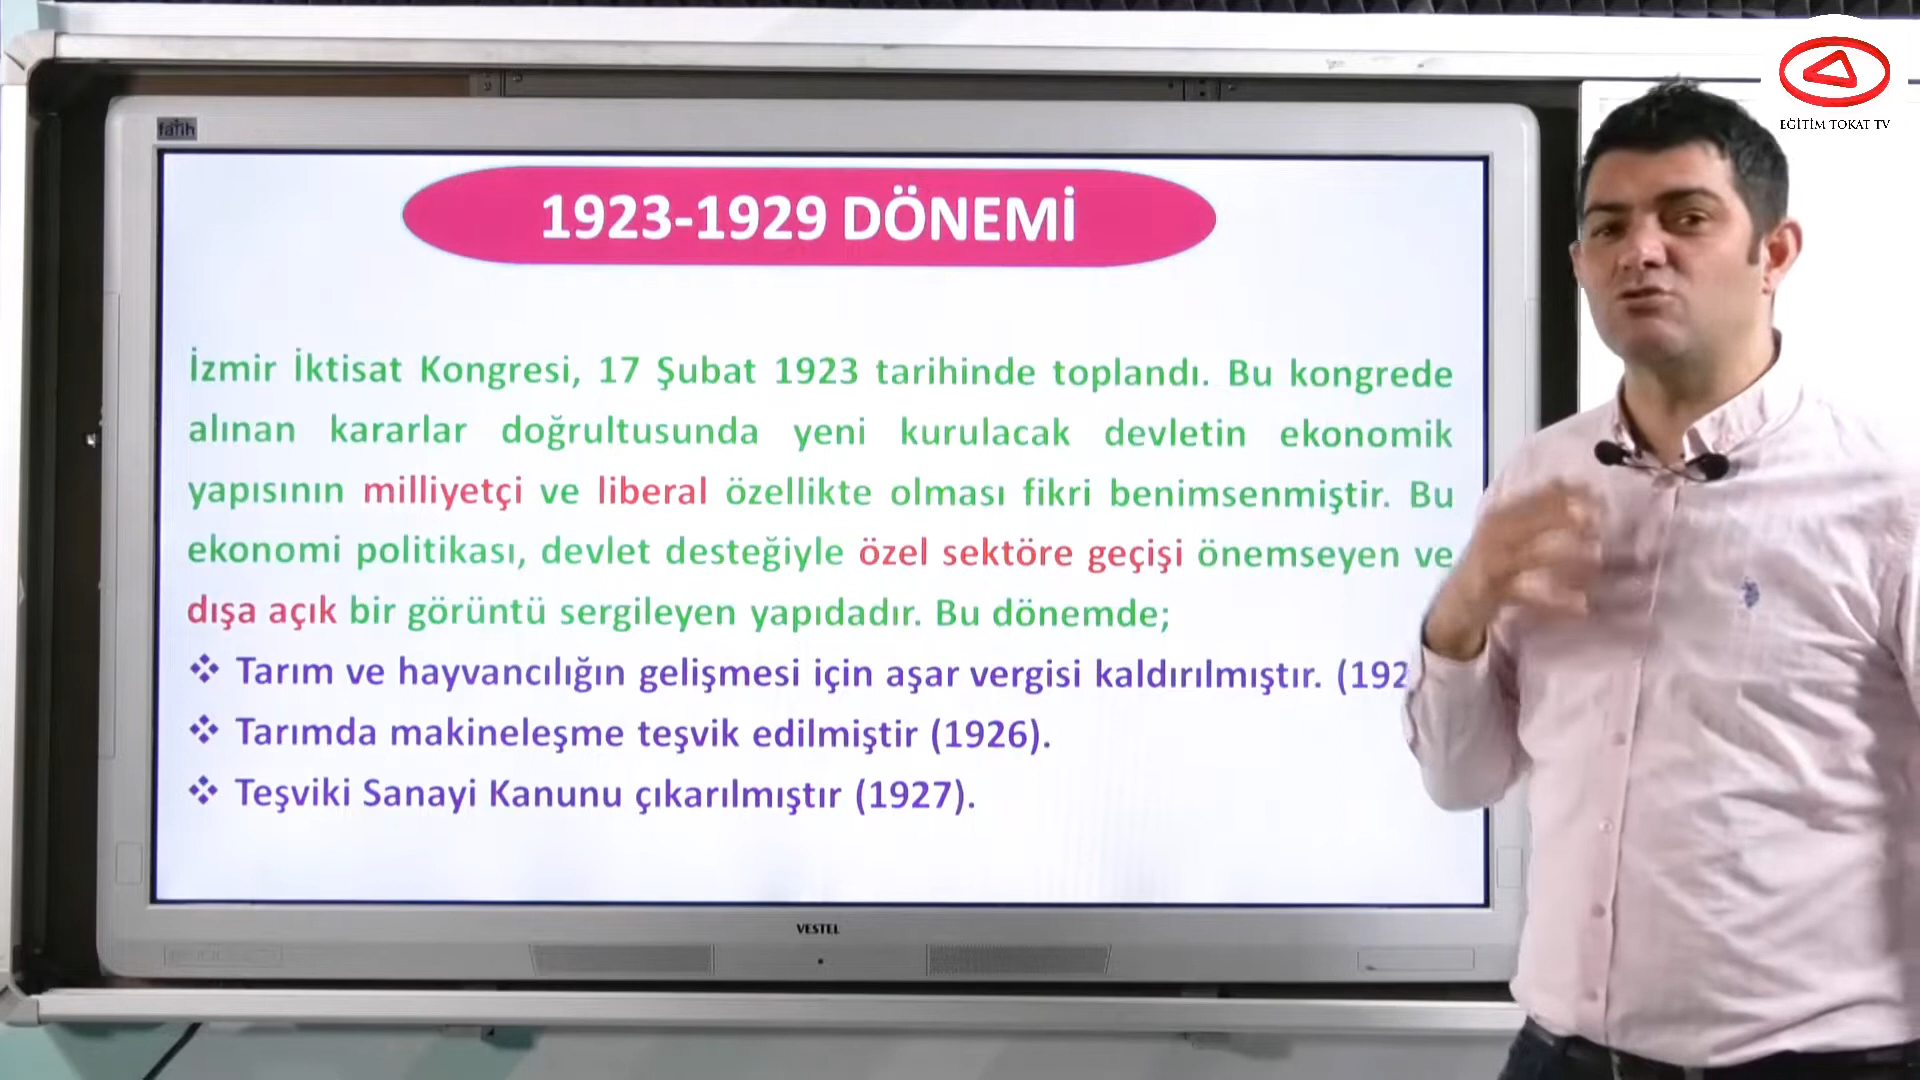 EĞİTİM TOKAT TV
fatih
1923-1929 DÖNEMİ
İzmir İktisat Kongresi, 17 Şubat 1923 tarihinde toplandı. Bu kongrede
alınan kararlar doğrultusunda yeni kurulacak devletin ekonomik
yapısının milliyetçi ve liberal özellikte olması fikri benimsenmiştir. Bu
ekonomi politikası, devlet desteğiyle özel sektöre geçişi önemseyen ve
dışa açık bir görüntü sergileyen yapıdadır. Bu dönemde;
❖ Tarım ve hayvancılığın gelişmesi için aşar vergisi kaldırılmıştır. (192
❖ Tarımda makineleşme teşvik edilmiştir (1926).
❖ Teşviki Sanayi Kanunu çıkarılmıştır (1927).
VESTEL